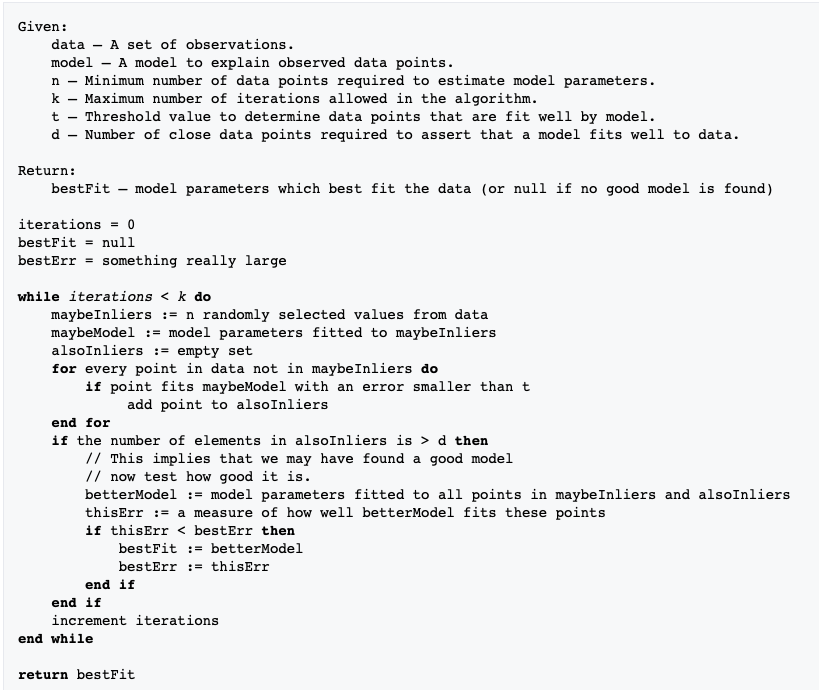 Given:
    data – A set of observations.
    model – A model to explain observed data points.
    n – Minimum number of data points required to estimate model parameters.
    k – Maximum number of iterations allowed in the algorithm.
    t – Threshold value to determine data points that are fit well by model.
    d – Number of close data points required to assert that a model fits well to data.

Return:
    bestFit – model parameters which best fit the data (or null if no good model is found)

iterations = 0
bestFit = null
bestErr = something really large

while iterations < k do
    maybeInliers := n randomly selected values from data
    maybeModel := model parameters fitted to maybeInliers
    alsoInliers := empty set
    for every point in data not in maybeInliers do
        if point fits maybeModel with an error smaller than t
             add point to alsoInliers
    end for
    if the number of elements in alsoInliers is > d then
        // This implies that we may have found a good model
        // now test how good it is.
        betterModel := model parameters fitted to all points in maybeInliers and alsoInliers
        thisErr := a measure of how well betterModel fits these points
        if thisErr < bestErr then
            bestFit := betterModel
            bestErr := thisErr
        end if
    end if
    increment iterations
end while

return bestFit